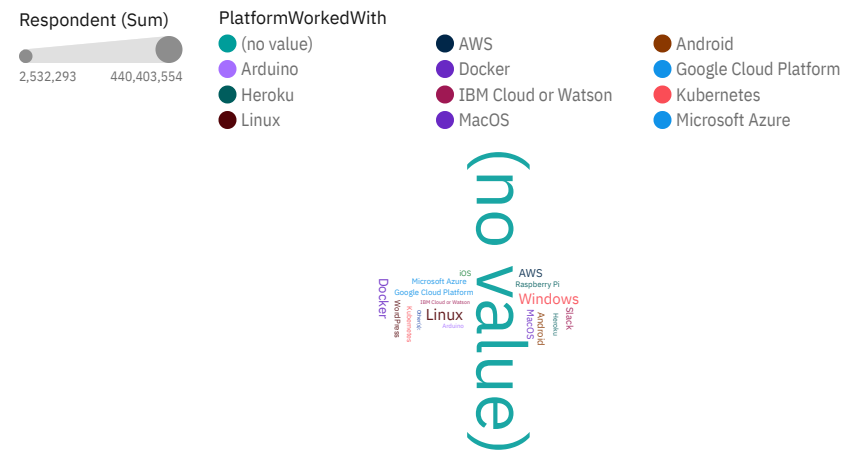 Respondent (Sum)
2,532,293 440,403,554
PlatformWorkedWith
(no value) AWS Android
Arduino Docker Google Cloud Platform
Heroku IBM Cloud or Watson Kubernetes
Linux MacOS Microsoft Azure
(no value)
iOS
AWS
Microsoft Azure
Raspberry Pi
Docker
Google Cloud Platform
Windows
IBM Cloud or Watson
WordPress
Kubernetes
Other(s):
Linux
Arduino
MacOS
Android
Heroku
Slack